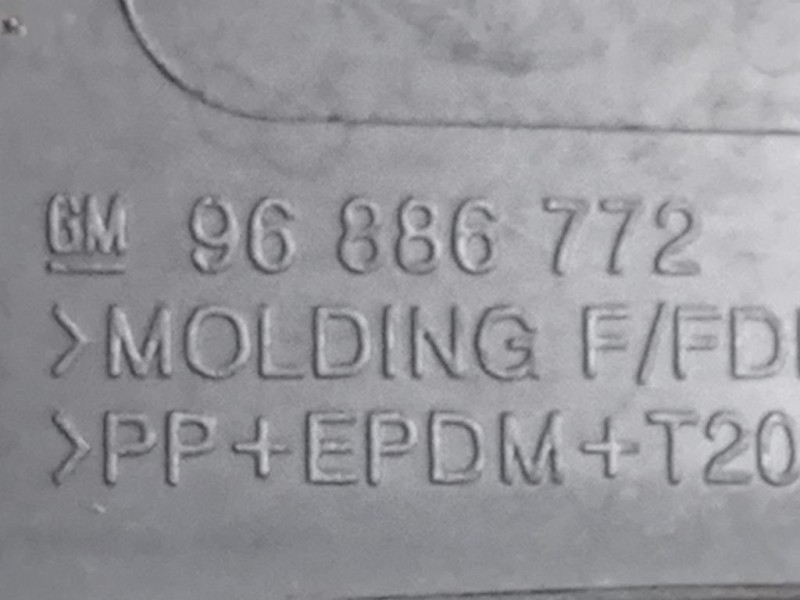 GM 96 886 772
>MOLDING F/FD
>PP+EPDM+T20